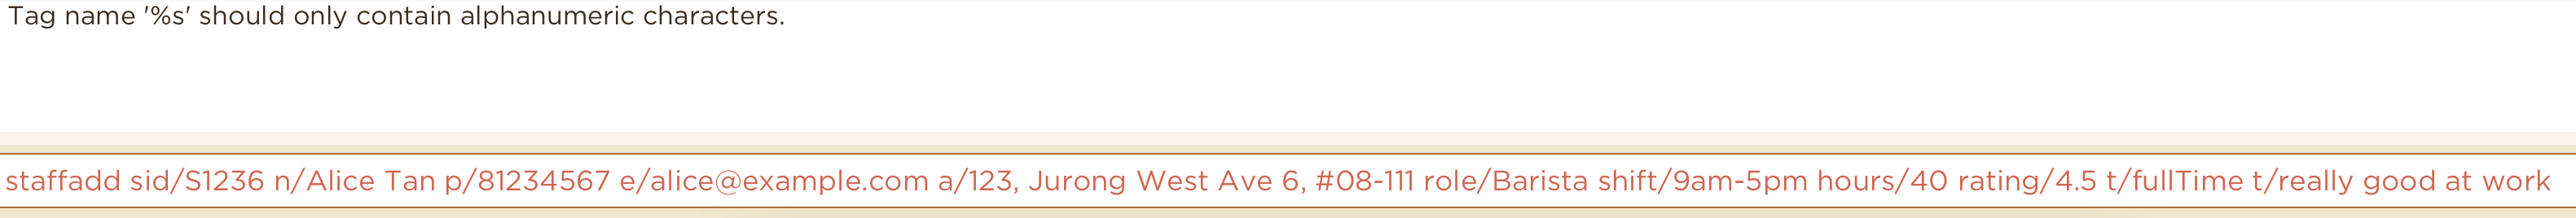 Tag name '%s' should only contain alphanumeric characters.
staffadd sid/S1236 n/Alice Tan p/81234567 e/alice@example.com a/123, Jurong West Ave 6, #08-111 role/Barista shift/9am-5pm hours/40 rating/4.5 t/fullTime t/really good at work